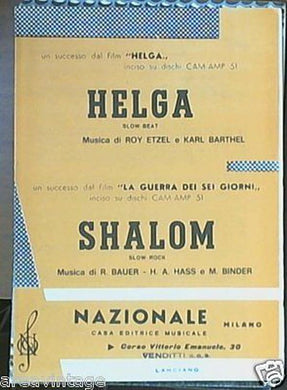 un successo dal film "HELGA,,
inciso su dischi CAM-AMP 51
HELGA
SLOW BEAT
Musica di ROY ETZEL e KARL BARTHEL
un successo dal film "LA GUERRA DEI SEI GIORNI,,
inciso su dischi CAM-AMP 51
SHALOM
SLOW-ROCK
Musica di R. BAUER - H. A. HASS e M. BINDER
NAZIONALE MILANO
CASA EDITRICE MUSICALE
Corso Vittorio Emanuele, 30
VENDITTI s.a.s.
LANCIANO
areavintage